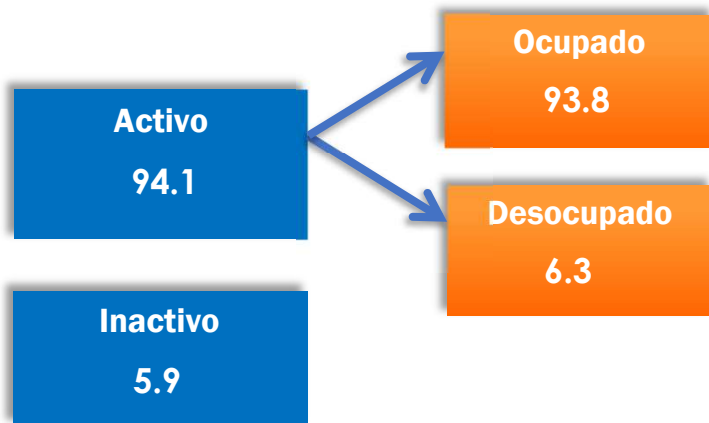 Activo
94.1
Ocupado
93.8
Desocupado
6.3
Inactivo
5.9